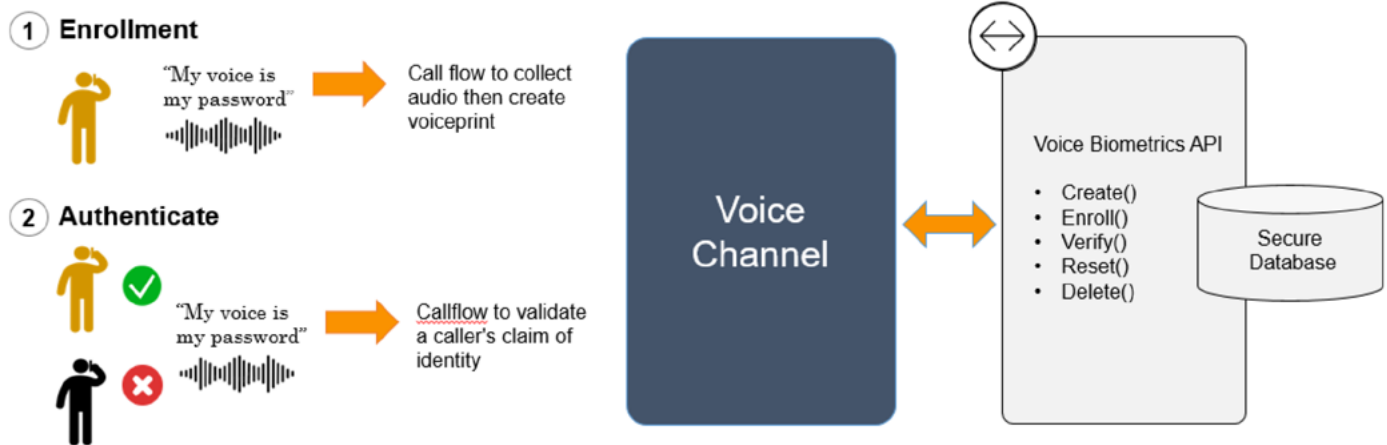 1 Enrollment
“My voice is
my password”
Call flow to collect
audio then create
voiceprint
2 Authenticate
“My voice is
my password”
Callflow to validate
a caller's claim of
identity
Voice
Channel
Voice Biometrics API
• Create()
• Enroll()
• Verify()
• Reset()
• Delete()
Secure
Database